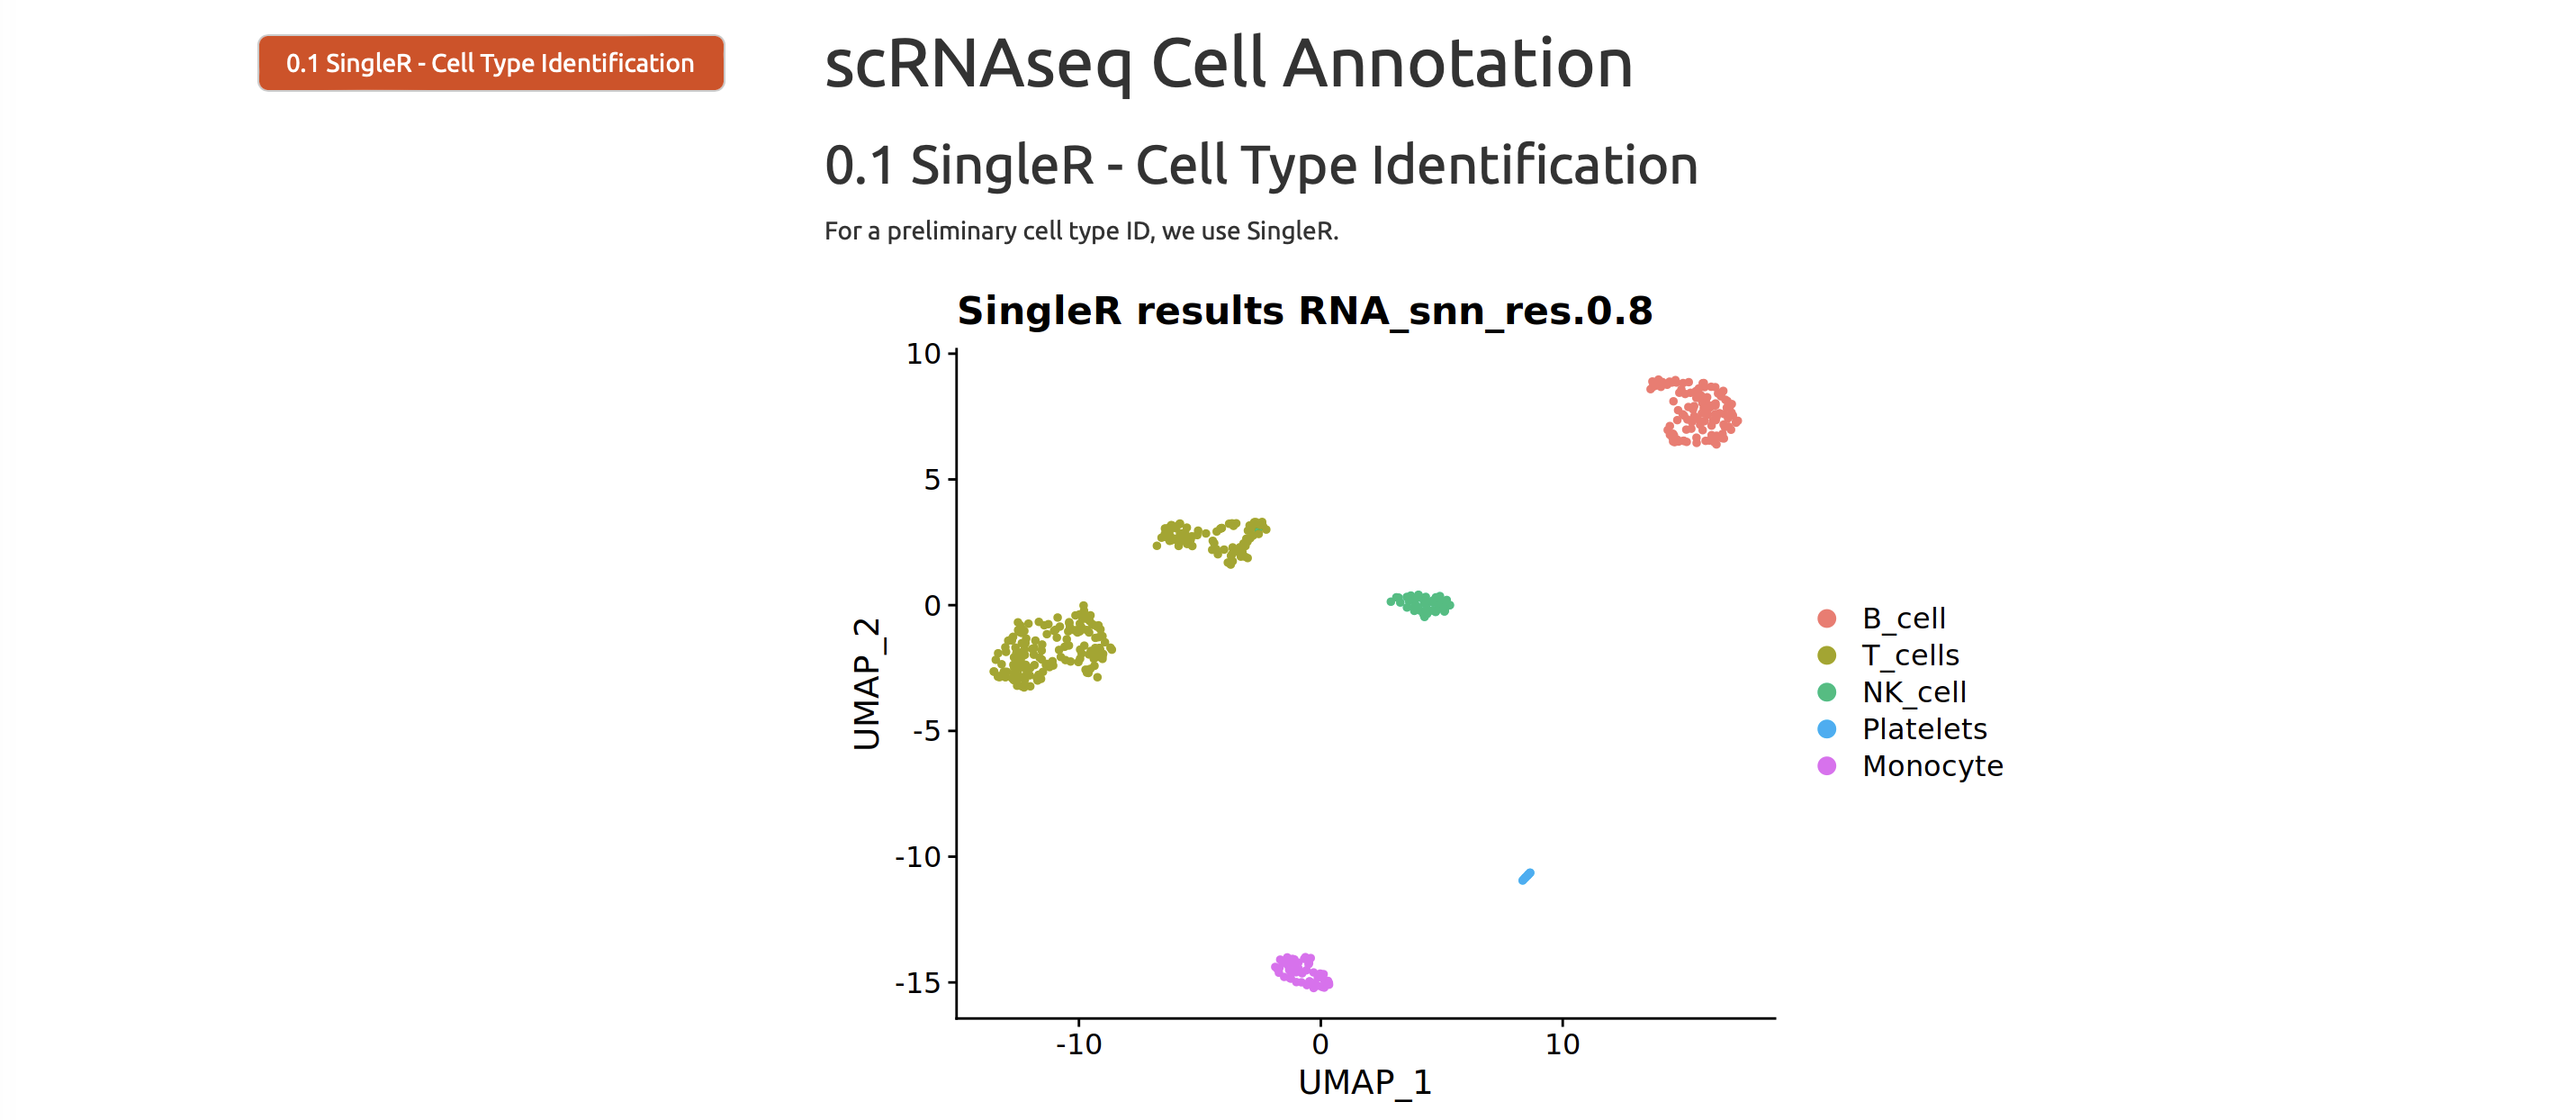 0.1 SingleR - Cell Type Identification
scRNAseq Cell Annotation
0.1 SingleR - Cell Type Identification
For a preliminary cell type ID, we use SingleR.
SingleR results RNA_snn_res.0.8
10
5
0
-5
-10
-15
UMAP_2
-10
0
10
UMAP_1
B_cell
T_cells
NK_cell
Platelets
Monocyte